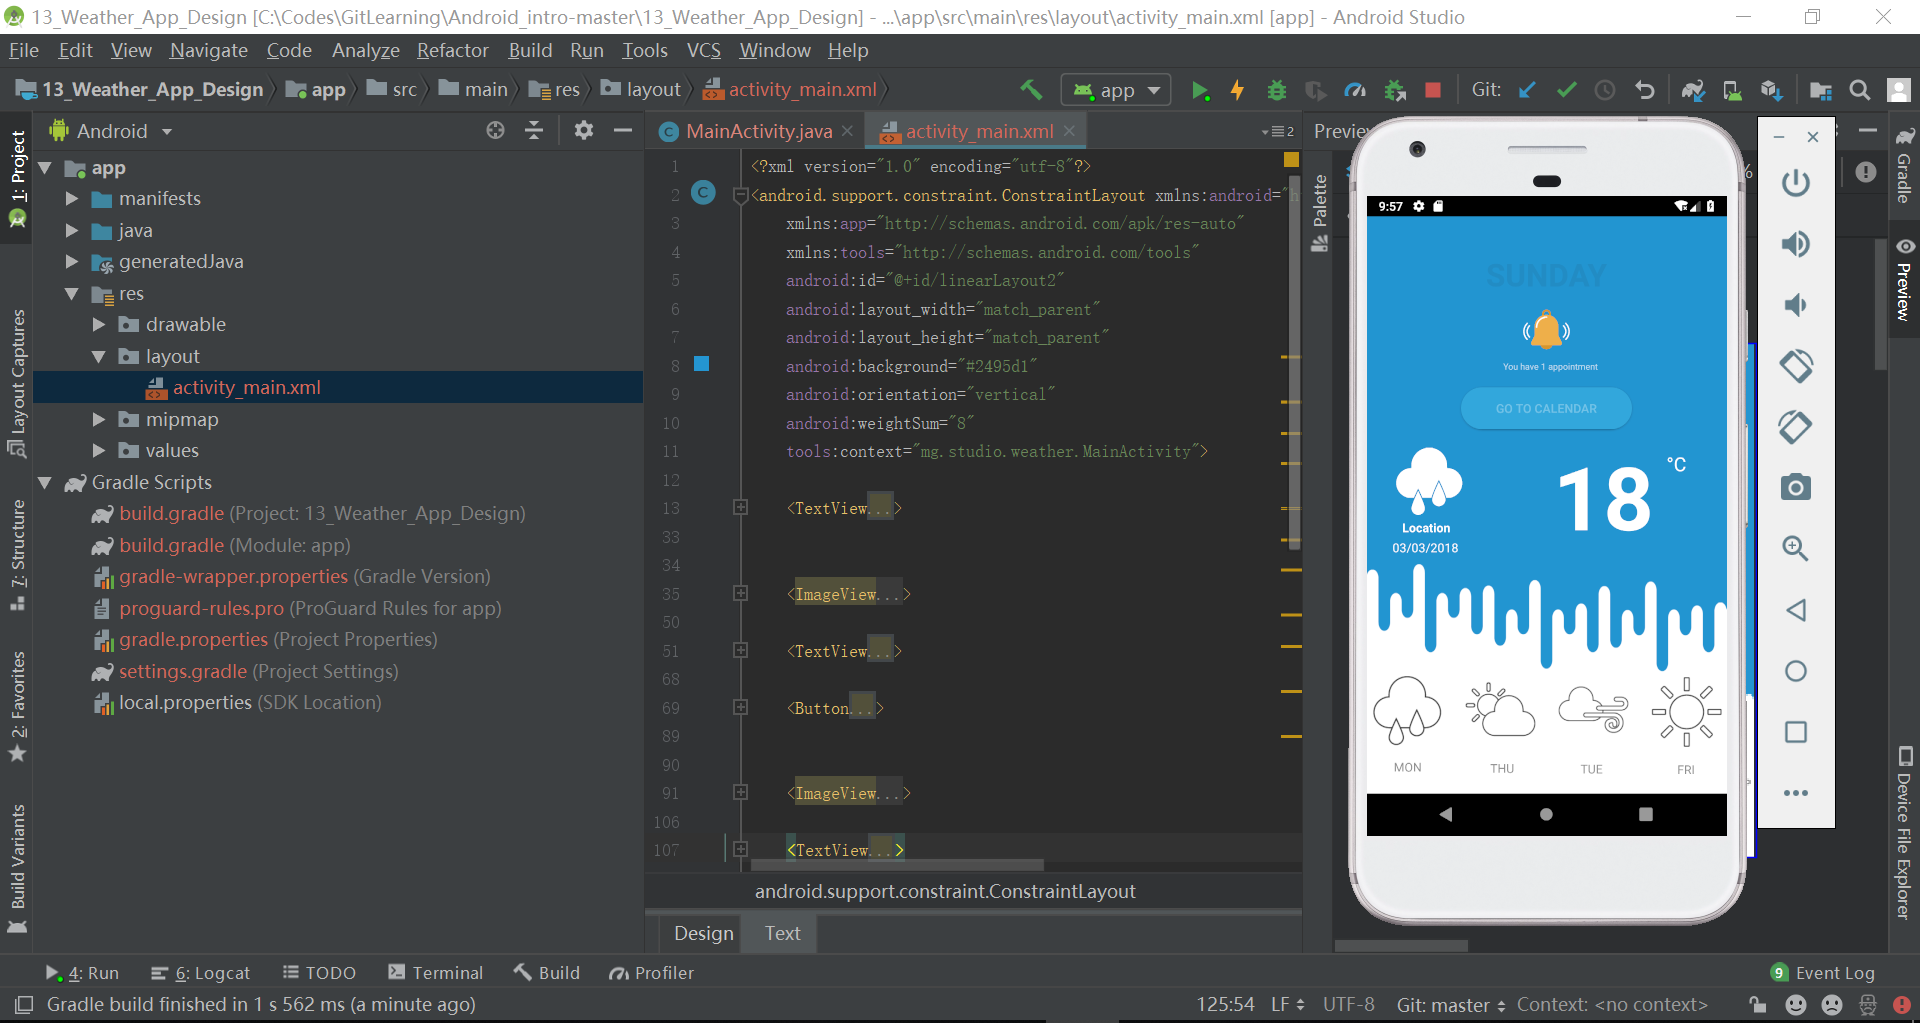 13_Weather_App_Design [C:\Codes\GitLearning\Android_intro-master\13_Weather_App_Design] - ...\app\src\main\res\layout\activity_main.xml [app] - Android Studio
File Edit View Navigate Code Analyze Refactor Build Run Tools VCS Window Help
13_Weather_App_Design app src main res layout activity_main.xml app Git:
1: Project
7: Structure
Layout Captures
2: Favorites
Build Variants
Android
app
manifests
java
generatedJava
res
drawable
layout
activity_main.xml
mipmap
values
Gradle Scripts
build.gradle (Project: 13_Weather_App_Design)
build.gradle (Module: app)
gradle-wrapper.properties (Gradle Version)
proguard-rules.pro (ProGuard Rules for app)
gradle.properties (Project Properties)
settings.gradle (Project Settings)
local.properties (SDK Location)
MainActivity.java activity_main.xml 2
1 <?xml version="1.0" encoding="utf-8"?>
2 <android.support.constraint.ConstraintLayout xmlns:android="h
3 xmlns:app="http://schemas.android.com/apk/res-auto"
4 xmlns:tools="http://schemas.android.com/tools"
5 android:id="@+id/linearLayout2"
6 android:layout_width="match_parent"
7 android:layout_height="match_parent"
8 android:background="#2495d1"
9 android:orientation="vertical"
10 android:weightSum="8"
11 tools:context="mg.studio.weather.MainActivity">
12
13 <TextView...>
33
34
35 <ImageView...>
50
51 <TextView...>
68
69 <Button...>
89
90
91 <ImageView...>
106
107 <TextView...>
android.support.constraint.ConstraintLayout
Design Text
Preview
Palette
%
9:57
SUNDAY
You have 1 appointment
GO TO CALENDAR
18 °C
Location
03/03/2018
MON THU TUE FRI
Gradle
Preview
Device File Explorer
4: Run 6: Logcat TODO Terminal Build Profiler 9 Event Log
Gradle build finished in 1 s 562 ms (a minute ago) 125:54 LF UTF-8 Git: master Context: <no context>